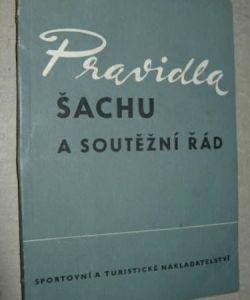 Pravidla
ŠACHU
A SOUTĚŽNÍ ŘÁD
SPORTOVNÍ A TURISTICKÉ NAKLADATELSTVÍ